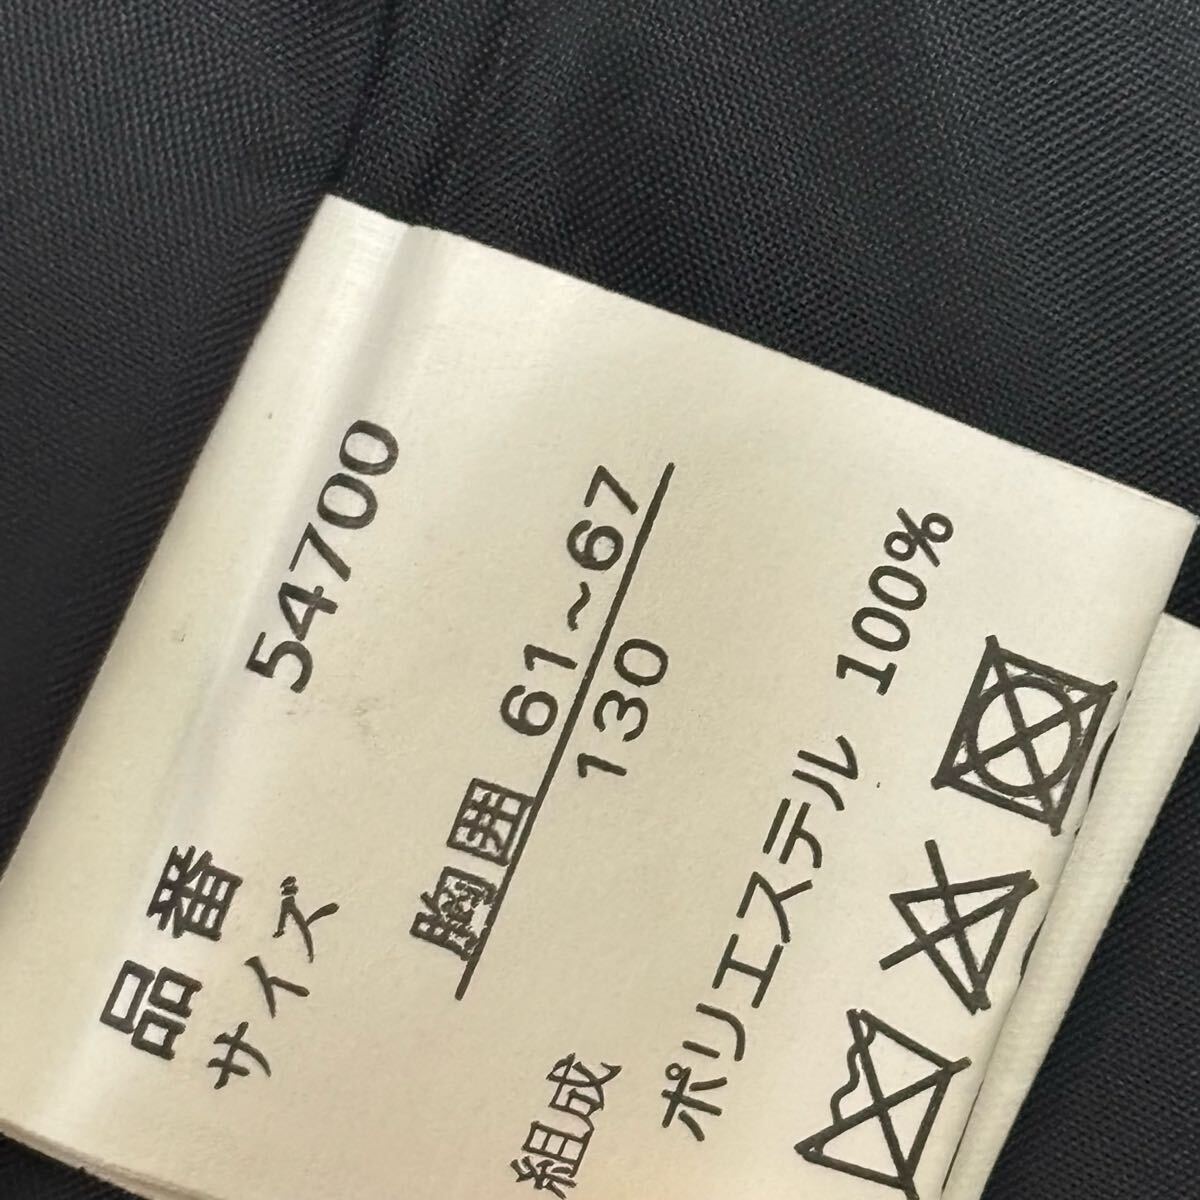 品番 54700
サイズ
胸囲 61~67
130
組成
ポリエステル 100%